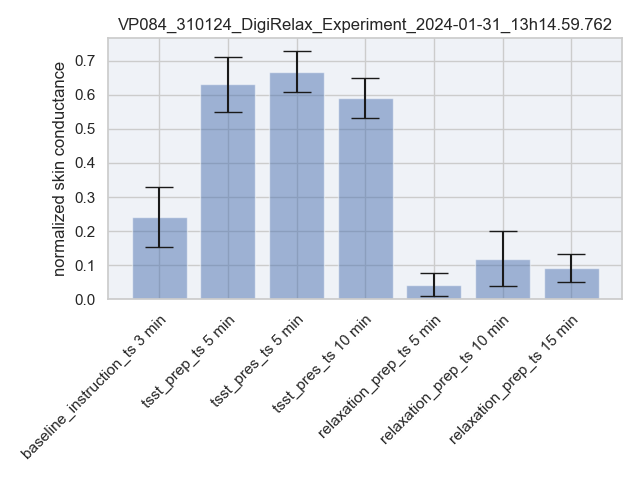 VP084_310124_DigiRelax_Experiment_2024-01-31_13h14.59.762
normalized skin conductance
0.7
0.6
0.5
0.4
0.3
0.2
0.1
0.0
baseline_instruction_ts 3 min
tsst_prep_ts 5 min
tsst_pres_ts 5 min
tsst_pres_ts 10 min
relaxation_prep_ts 5 min
relaxation_prep_ts 10 min
relaxation_prep_ts 15 min